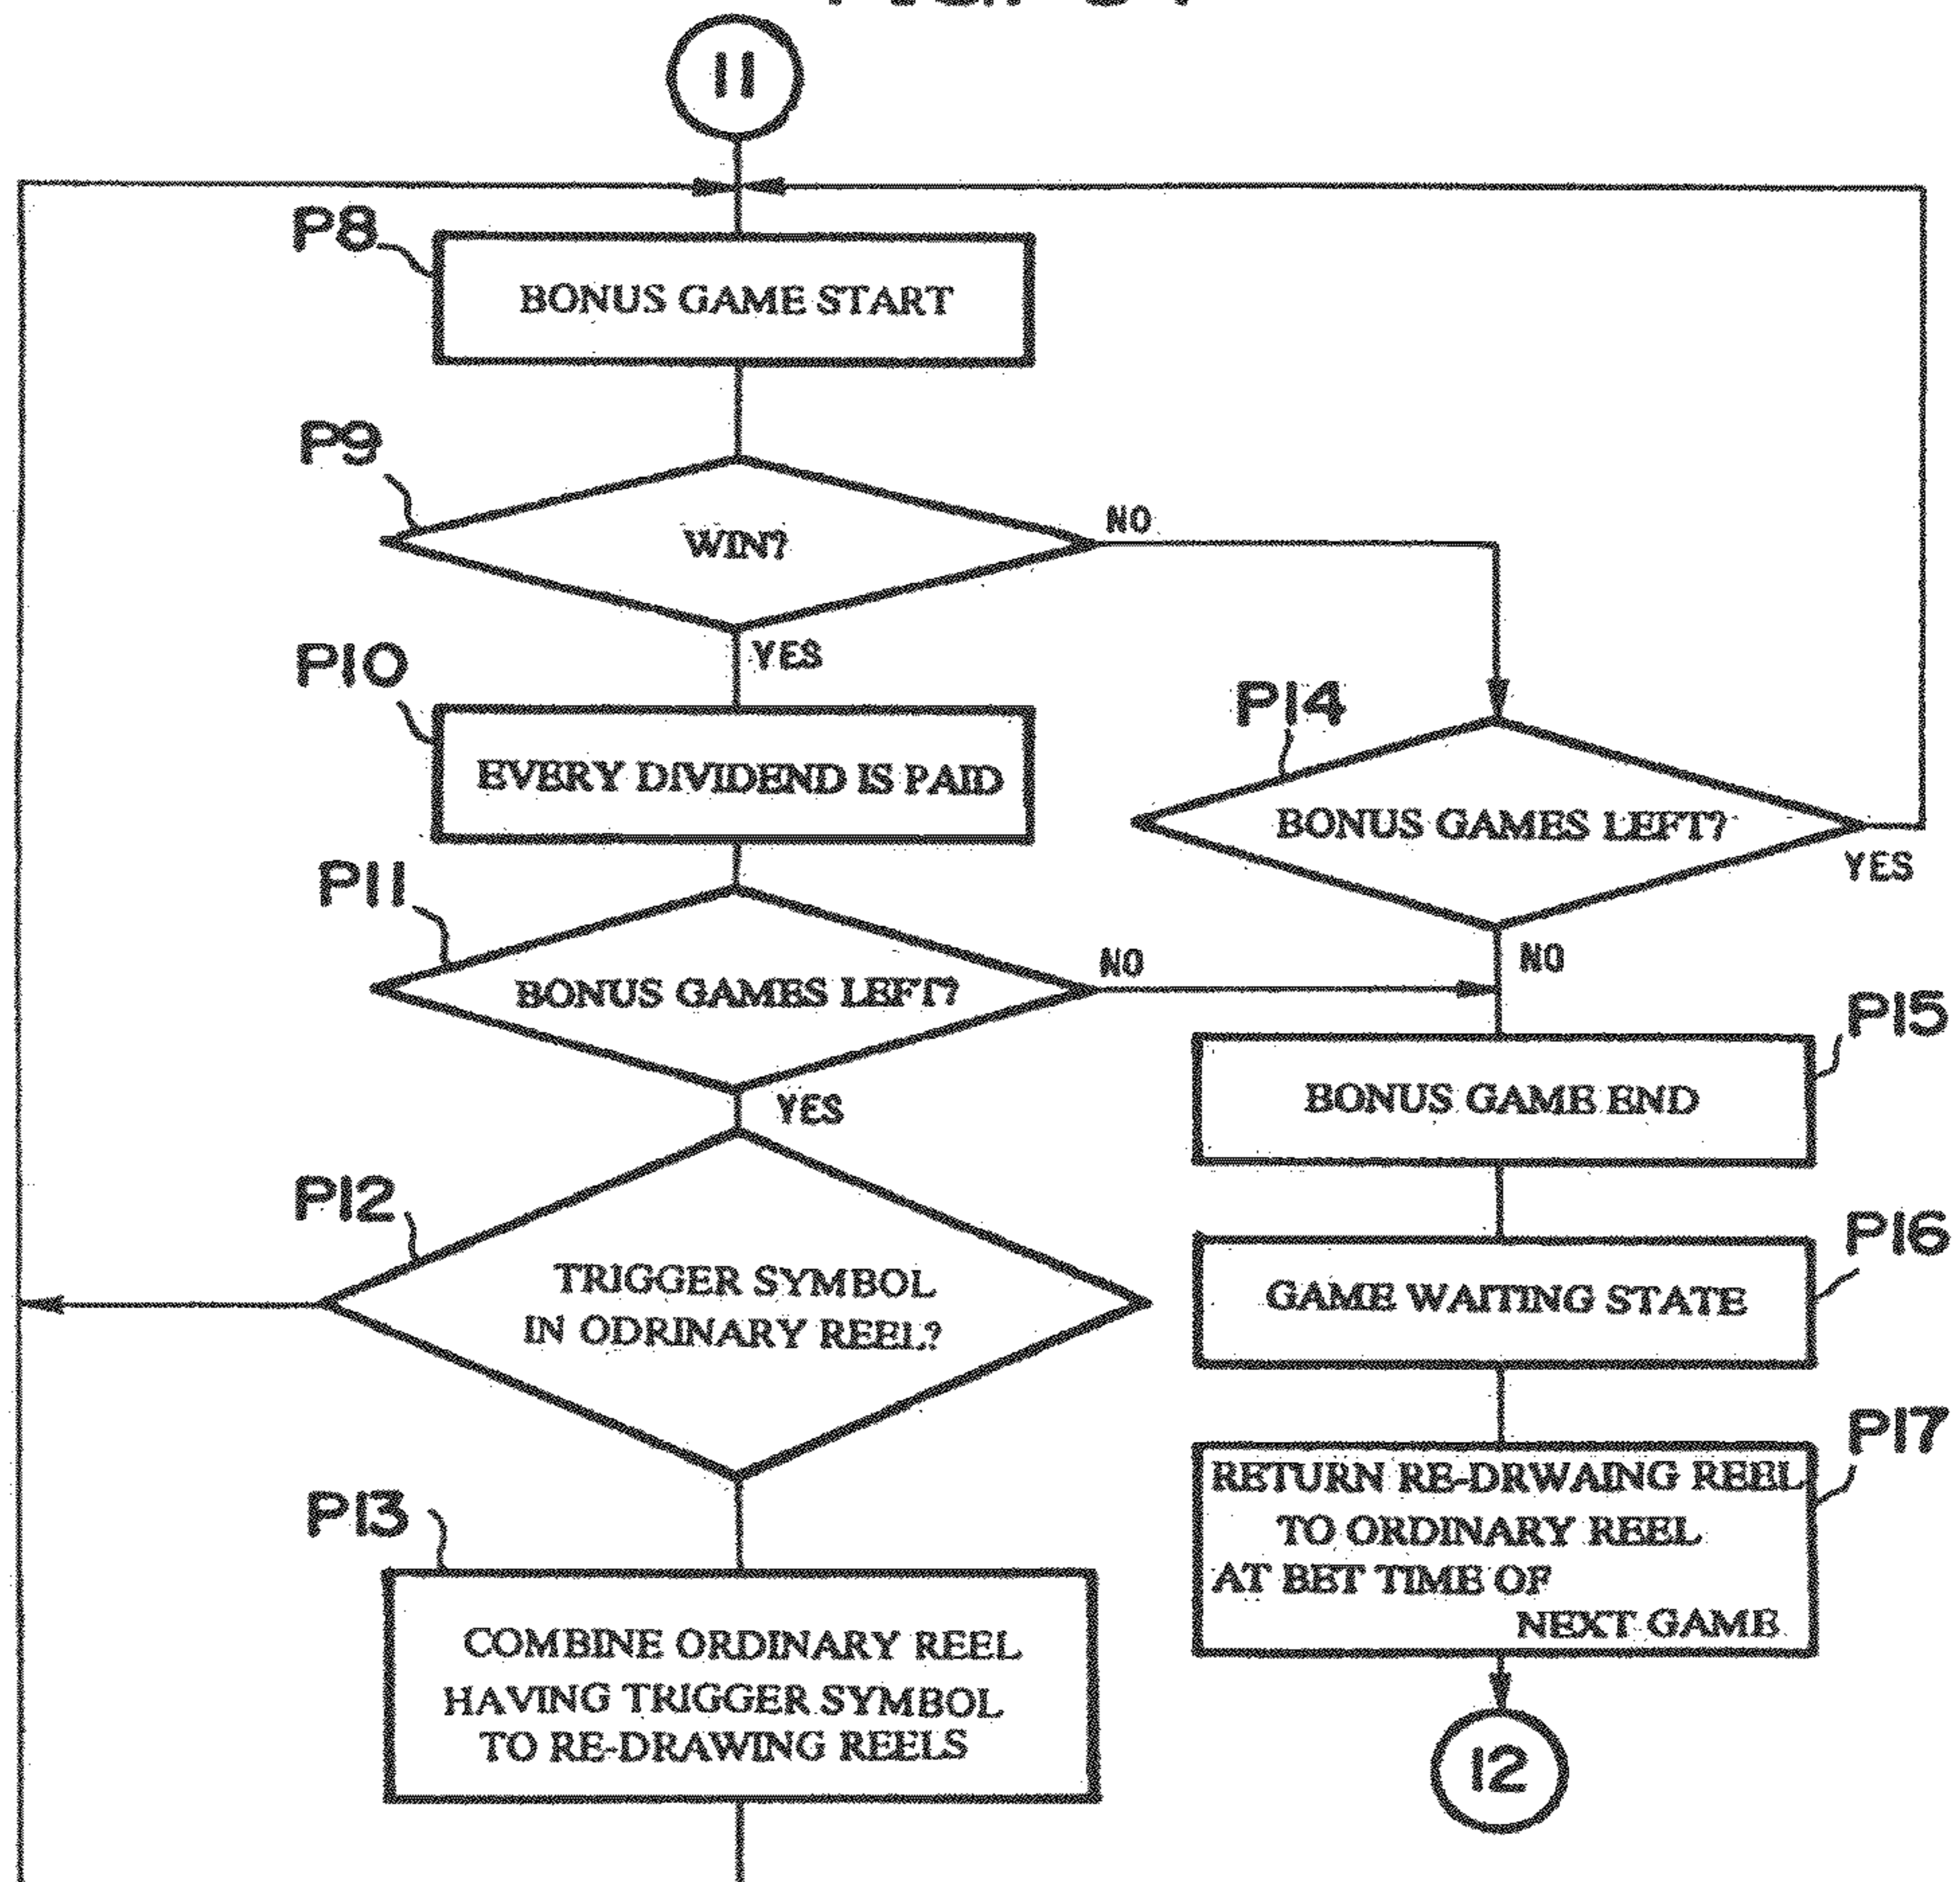 11
P8
BONUS GAME START
P9
WIN?
NO
YES
P10
EVERY DIVIDEND IS PAID
P14
BONUS GAMES LEFT?
YES
NO
P11
BONUS GAMES LEFT?
NO
YES
P15
BONUS GAME END
P12
TRIGGER SYMBOL
IN ODRINARY REEL?
P16
GAME WAITING STATE
P17
RETURN RE-DRWAING REEL
TO ORDINARY REEL
AT BET TIME OF
NEXT GAME
P13
COMBINE ORDINARY REEL
HAVING TRIGGER SYMBOL
TO RE-DRAWING REELS
12